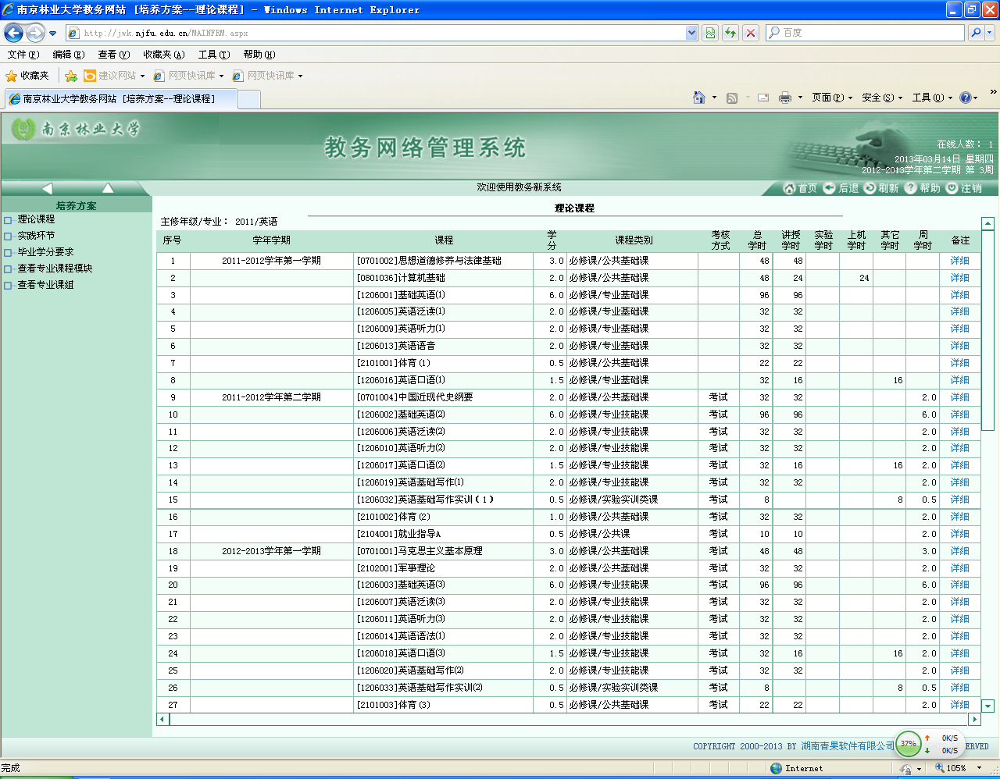 南京林业大学教务网站 [培养方案--理论课程] - Windows Internet Explorer
http://jwk.njfu.edu.cn/MAINFRM.aspx 百度
文件(F) 编辑(E) 查看(V) 收藏夹(A) 工具(T) 帮助(H)
收藏夹 建议网站 网页快讯库 网页快讯库
南京林业大学教务网站 [培养方案--理论课程] 页面(P) 安全(S) 工具(O) »
南京林业大学
教务网络管理系统
在线人数: 1
2013年03月14日 星期四
2012-2013学年第二学期 第 3周
欢迎使用教务新系统 首页 后退 刷新 帮助 注销
培养方案
理论课程
实践环节
毕业学分要求
查看专业课程模块
查看专业课组
理论课程
主修年级/专业: 2011/英语
序号 学年学期 课程 学分 课程类别 考核方式 总学时 讲授学时 实验学时 上机学时 其它学时 周学时 备注
1 2011-2012学年第一学期 [0701002]思想道德修养与法律基础 3.0 必修课/公共基础课 48 48 详细
2 [0801036]计算机基础 2.0 必修课/公共基础课 48 24 24 详细
3 [1206001]基础英语(1) 6.0 必修课/专业基础课 96 96 详细
4 [1206005]英语泛读(1) 2.0 必修课/专业基础课 32 32 详细
5 [1206009]英语听力(1) 2.0 必修课/专业基础课 32 32 详细
6 [1206013]英语语音 2.0 必修课/专业基础课 32 32 详细
7 [2101001]体育(1) 0.5 必修课/公共基础课 22 22 详细
8 [1206016]英语口语(1) 1.5 必修课/专业基础课 32 16 16 详细
9 2011-2012学年第二学期 [0701004]中国近现代史纲要 2.0 必修课/公共基础课 考试 32 32 2.0 详细
10 [1206002]基础英语(2) 6.0 必修课/专业技能课 考试 96 96 6.0 详细
11 [1206006]英语泛读(2) 2.0 必修课/专业技能课 考试 32 32 2.0 详细
12 [1206010]英语听力(2) 2.0 必修课/专业技能课 考试 32 32 2.0 详细
13 [1206017]英语口语(2) 1.5 必修课/专业技能课 考试 32 16 16 2.0 详细
14 [1206019]英语基础写作(1) 2.0 必修课/专业技能课 考试 32 32 2.0 详细
15 [1206032]英语基础写作实训(1) 0.5 必修课/实验实训类课 考试 8 8 0.5 详细
16 [2101002]体育(2) 1.0 必修课/公共基础课 考试 32 32 2.0 详细
17 [2104001]就业指导A 0.5 必修课/公共课 考试 10 10 2.0 详细
18 2012-2013学年第一学期 [0701001]马克思主义基本原理 3.0 必修课/公共基础课 考试 48 48 3.0 详细
19 [2102001]军事理论 2.0 必修课/公共基础课 考试 32 32 2.0 详细
20 [1206003]基础英语(3) 6.0 必修课/专业技能课 考试 96 96 6.0 详细
21 [1206007]英语泛读(3) 2.0 必修课/专业技能课 考试 32 32 2.0 详细
22 [1206011]英语听力(3) 2.0 必修课/专业技能课 考试 32 32 2.0 详细
23 [1206014]英语语法(1) 2.0 必修课/专业技能课 考试 32 32 2.0 详细
24 [1206018]英语口语(3) 1.5 必修课/专业技能课 考试 32 16 16 2.0 详细
25 [1206020]英语基础写作(2) 2.0 必修课/专业技能课 考试 32 32 2.0 详细
26 [1206033]英语基础写作实训(2) 0.5 必修课/实验实训类课 考试 8 8 0.5 详细
27 [2101003]体育(3) 0.5 必修课/公共基础课 考试 22 22 2.0 详细
COPYRIGHT 2000-2013 BY 湖南青果软件有限公司 ERVED
37% 0K/S
0K/S
完成 Internet 105%